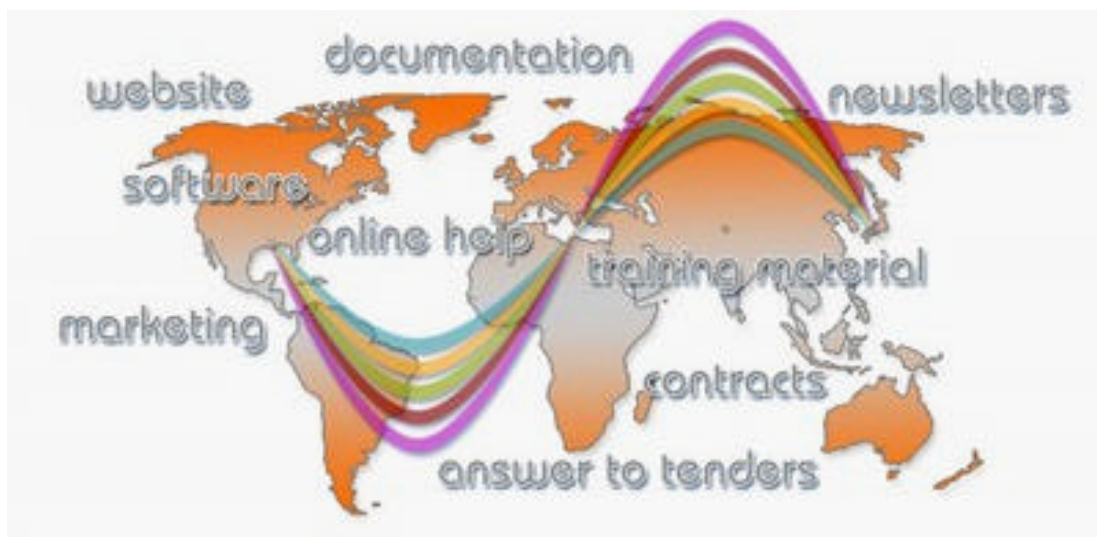 documentation
website
newsletters
software
online help
training material
marketing
contracts
answer to tenders